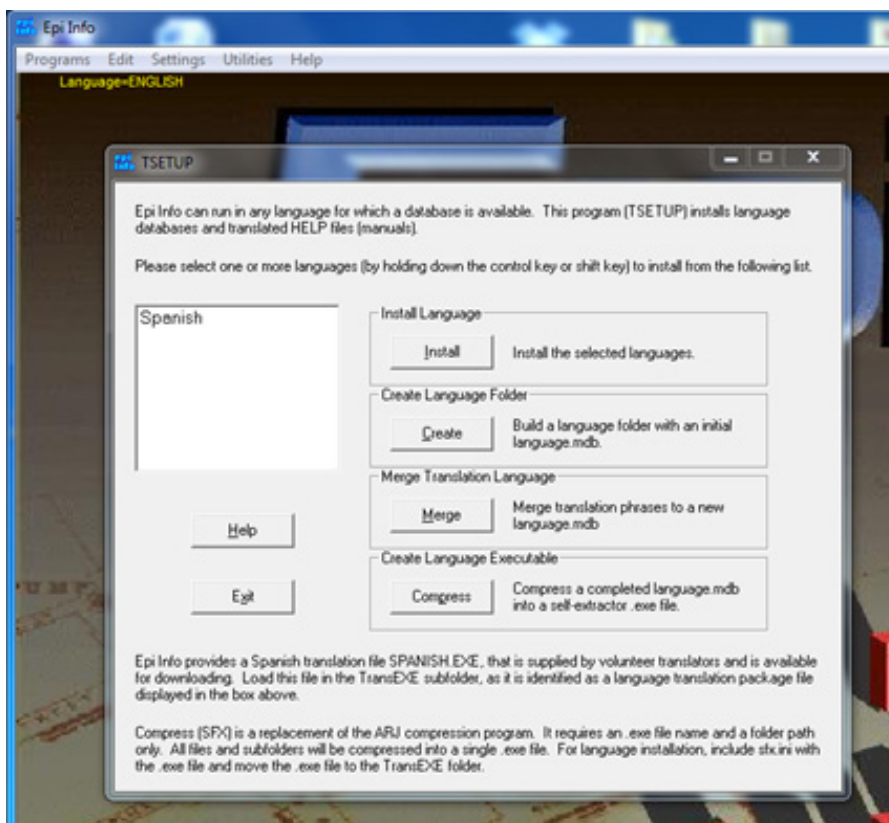 Epi Info
Programs Edit Settings Utilities Help
Language=ENGLISH
TSETUP
Epi Info can run in any language for which a database is available. This program (TSETUP) installs language
databases and translated HELP files (manuals).
Please select one or more languages (by holding down the control key or shift key) to install from the following list.
Spanish
Install Language
Install
Install the selected languages.
Create Language Folder
Create
Build a language folder with an initial
language.mdb.
Merge Translation Language
Merge
Merge translation phrases to a new
language.mdb
Help
Create Language Executable
Exit
Compress
Compress a completed language.mdb
into a self-extractor .exe file.
Epi Info provides a Spanish translation file SPANISH.EXE, that is supplied by volunteer translators and is available
for downloading. Load this file in the TransEXE subfolder, as it is identified as a language translation package file
displayed in the box above.
Compress (SFX) is a replacement of the ARJ compression program. It requires an .exe file name and a folder path
only. All files and subfolders will be compressed into a single .exe file. For language installation, include sfx.ini with
the .exe file and move the .exe file to the TransEXE folder.